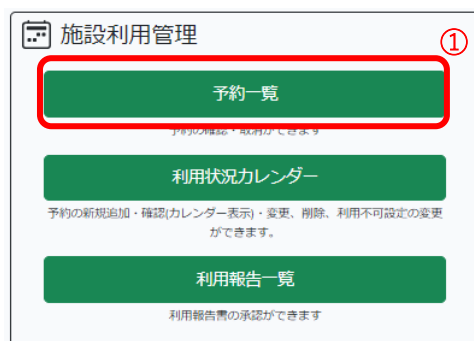 施設利用管理
①
予約一覧
予約の確認・取消ができます
利用状況カレンダー
予約の新規追加・確認(カレンダー表示)・変更、削除、利用不可設定の変更
ができます。
利用報告一覧
利用報告書の承認ができます